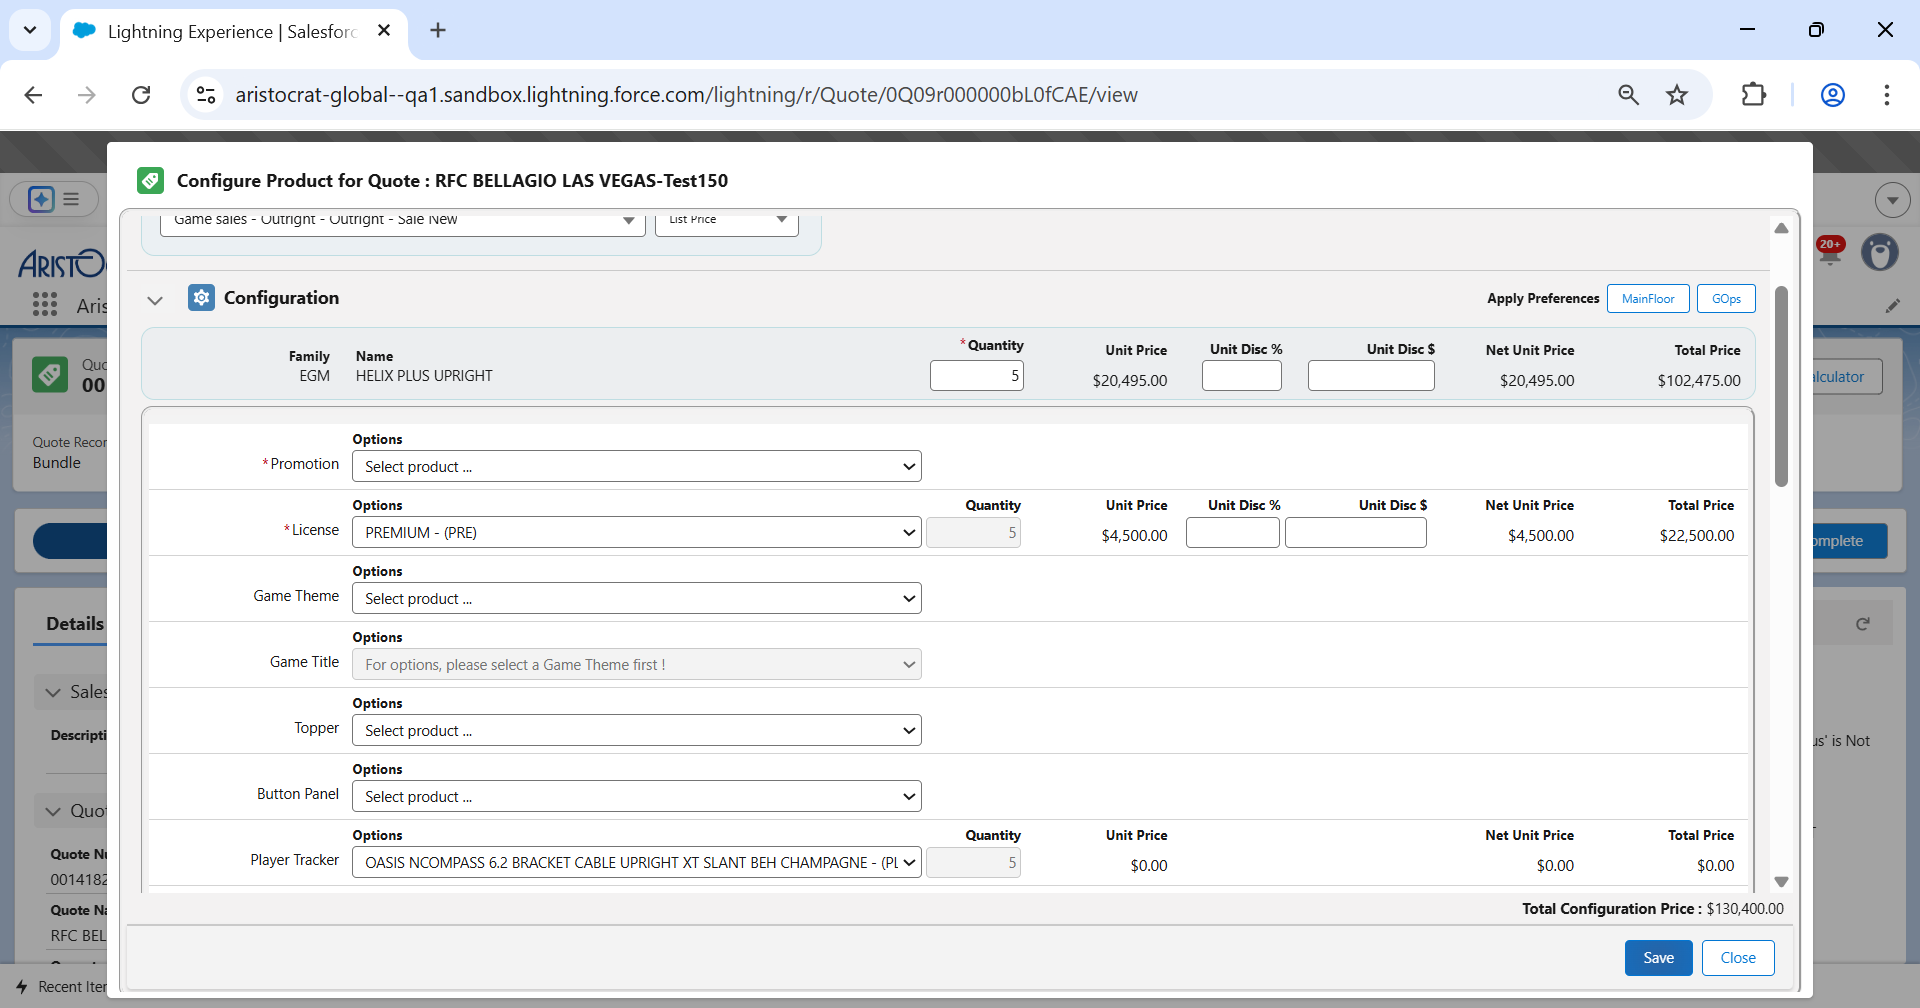 Lightning Experience | Salesforc
aristocrat-global--qa1.sandbox.lightning.force.com/lightning/r/Quote/0Q09r000000bL0fCAE/view
Configure Product for Quote : RFC BELLAGIO LAS VEGAS-Test150
Game sales - Outright - Outright - Sale New
List Price
Configuration
Apply Preferences
MainFloor
GOps
Family
EGM
Name
HELIX PLUS UPRIGHT
*Quantity
5
Unit Price
$20,495.00
Unit Disc %
Unit Disc $
Net Unit Price
$20,495.00
Total Price
$102,475.00
Options
*Promotion
Select product ...
Options
Quantity
Unit Price
Unit Disc %
Unit Disc $
Net Unit Price
Total Price
*License
PREMIUM - (PRE)
5
$4,500.00
$4,500.00
$22,500.00
Options
Game Theme
Select product ...
Options
Game Title
For options, please select a Game Theme first !
Options
Topper
Select product ...
Options
Button Panel
Select product ...
Options
Quantity
Unit Price
Net Unit Price
Total Price
Player Tracker
OASIS NCOMPASS 6.2 BRACKET CABLE UPRIGHT XT SLANT BEH CHAMPAGNE - (PL
5
$0.00
$0.00
$0.00
Total Configuration Price : $130,400.00
Save
Close
ARISTOC
Aris
20+
Quo
00
alculator
Quote Recor
Bundle
omplete
Details
Sales
Descripti
us' is Not
Quot
Quote Nu
0014182
Quote Na
RFC BEL
Recent Iter